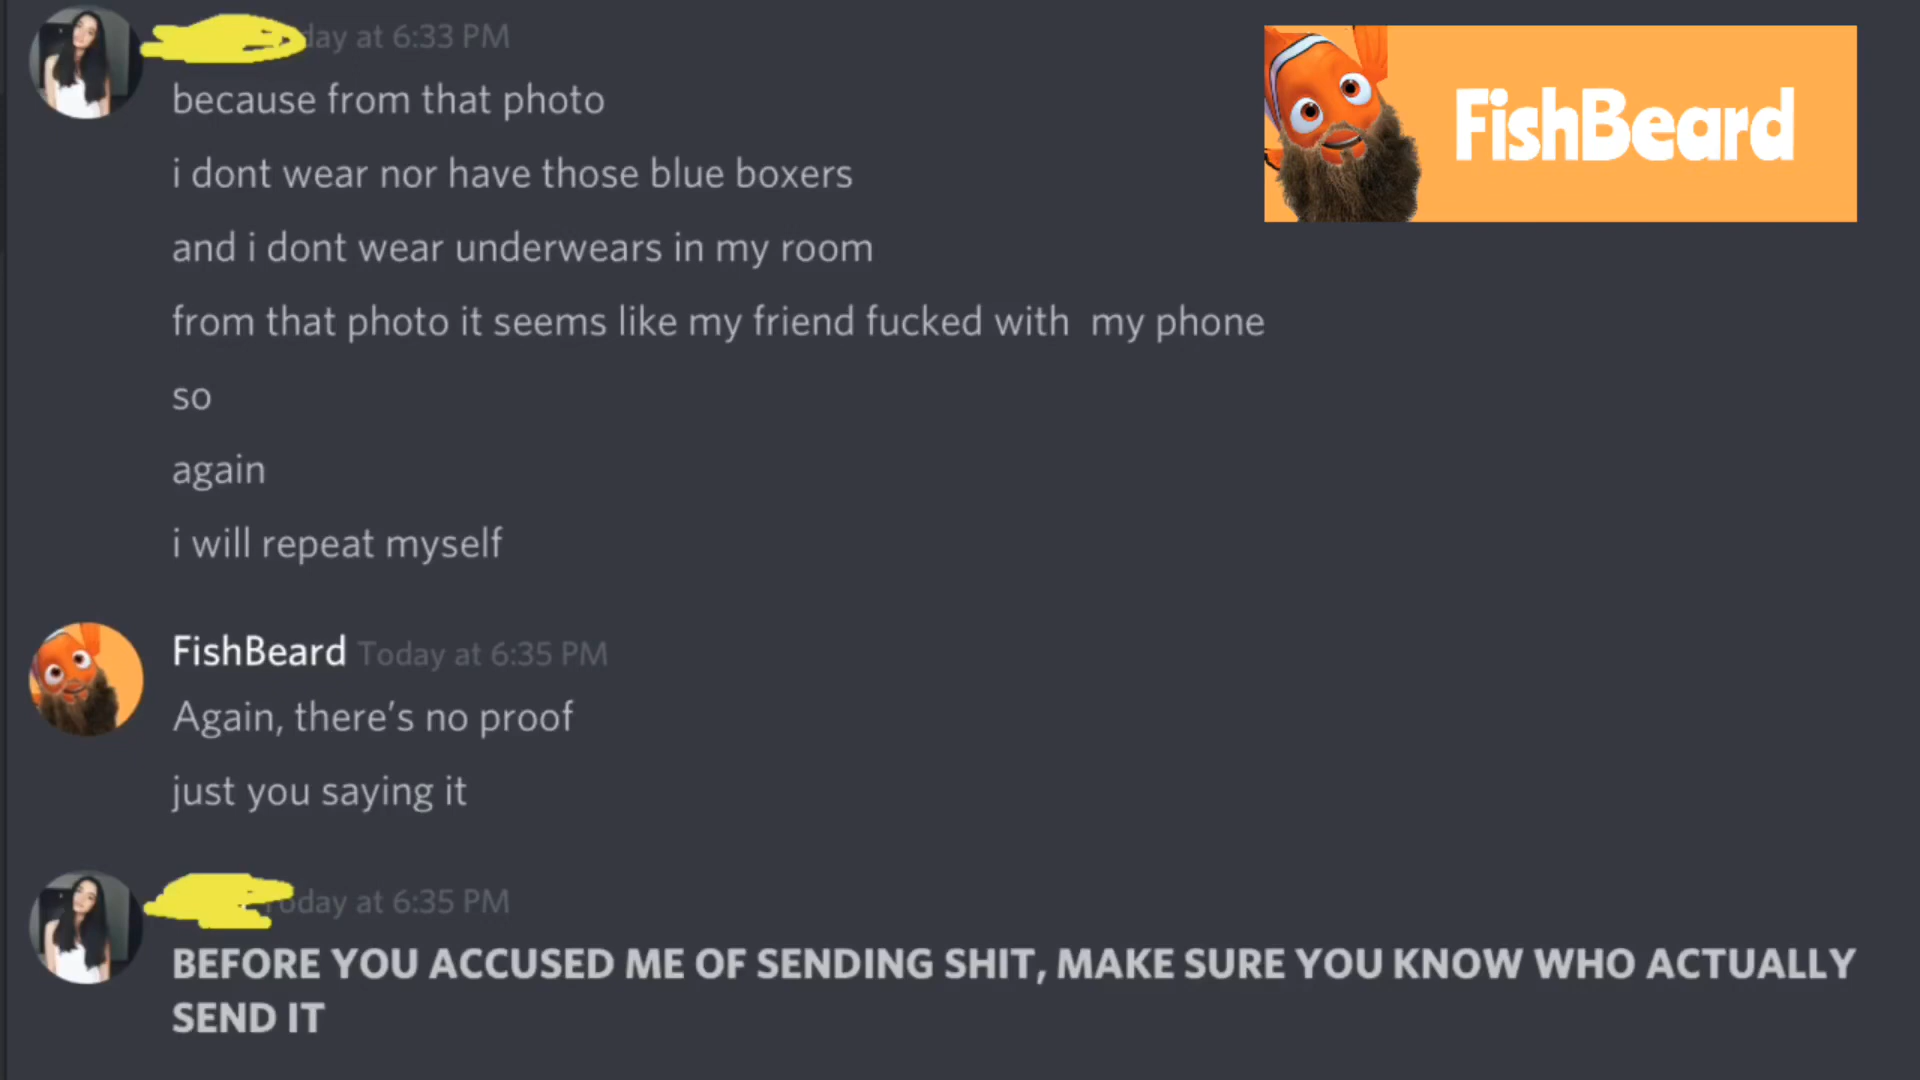 day at 6:33 PM
because from that photo
i dont wear nor have those blue boxers
and i dont wear underwears in my room
from that photo it seems like my friend fucked with my phone
so
again
i will repeat myself
FishBeard
FishBeard Today at 6:35 PM
Again, there's no proof
just you saying it
oday at 6:35 PM
BEFORE YOU ACCUSED ME OF SENDING SHIT, MAKE SURE YOU KNOW WHO ACTUALLY
SEND IT